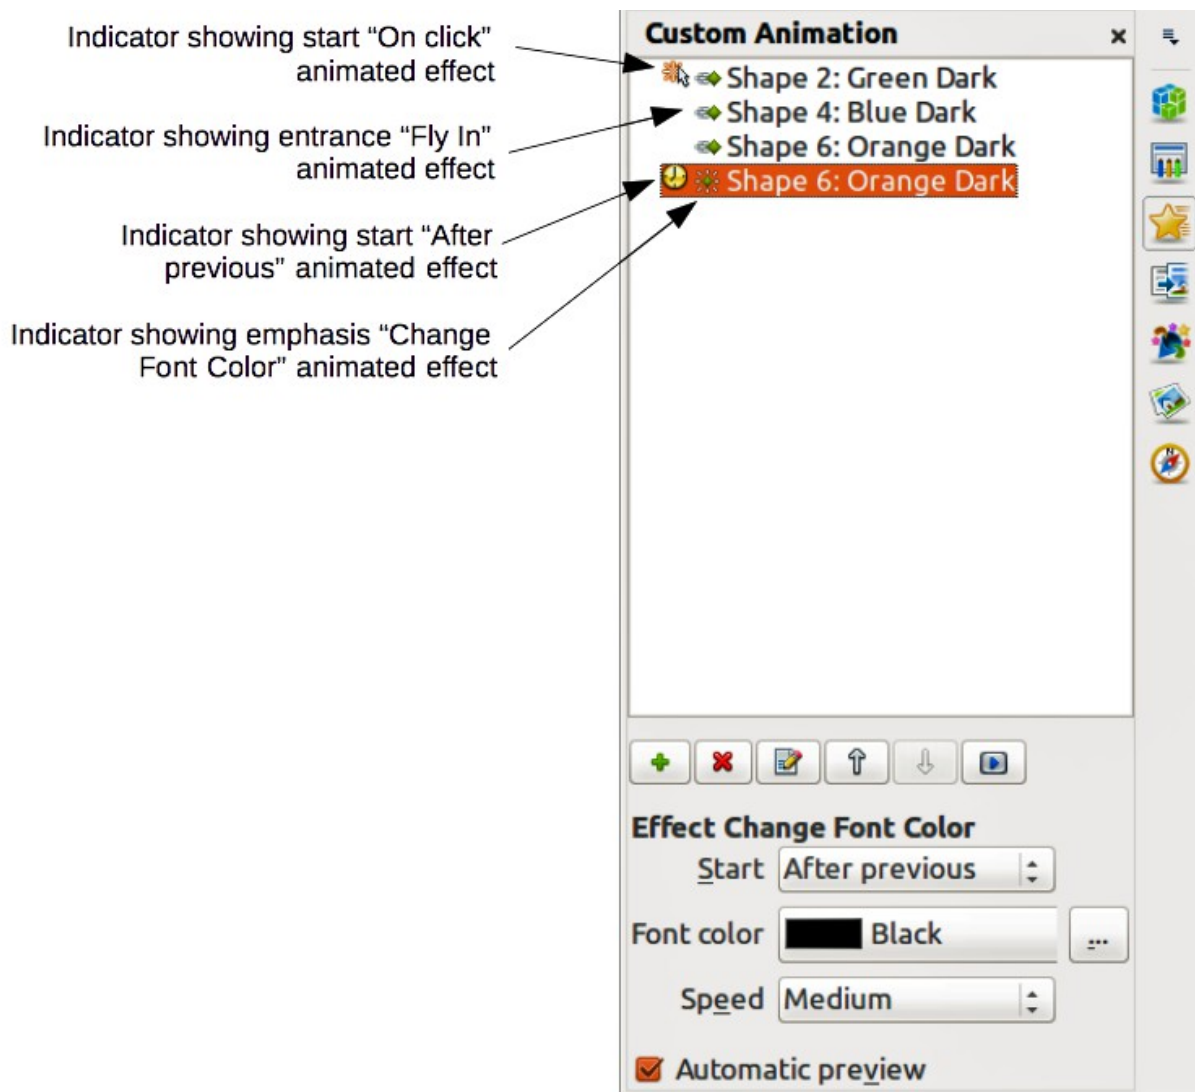 Indicator showing start “On click”
animated effect
Indicator showing entrance “Fly In”
animated effect
Indicator showing start “After
previous” animated effect
Indicator showing emphasis “Change
Font Color” animated effect
Custom Animation
Shape 2: Green Dark
Shape 4: Blue Dark
Shape 6: Orange Dark
Shape 6: Orange Dark
Effect Change Font Color
Start After previous
Font color Black ...
Speed Medium
Automatic preview